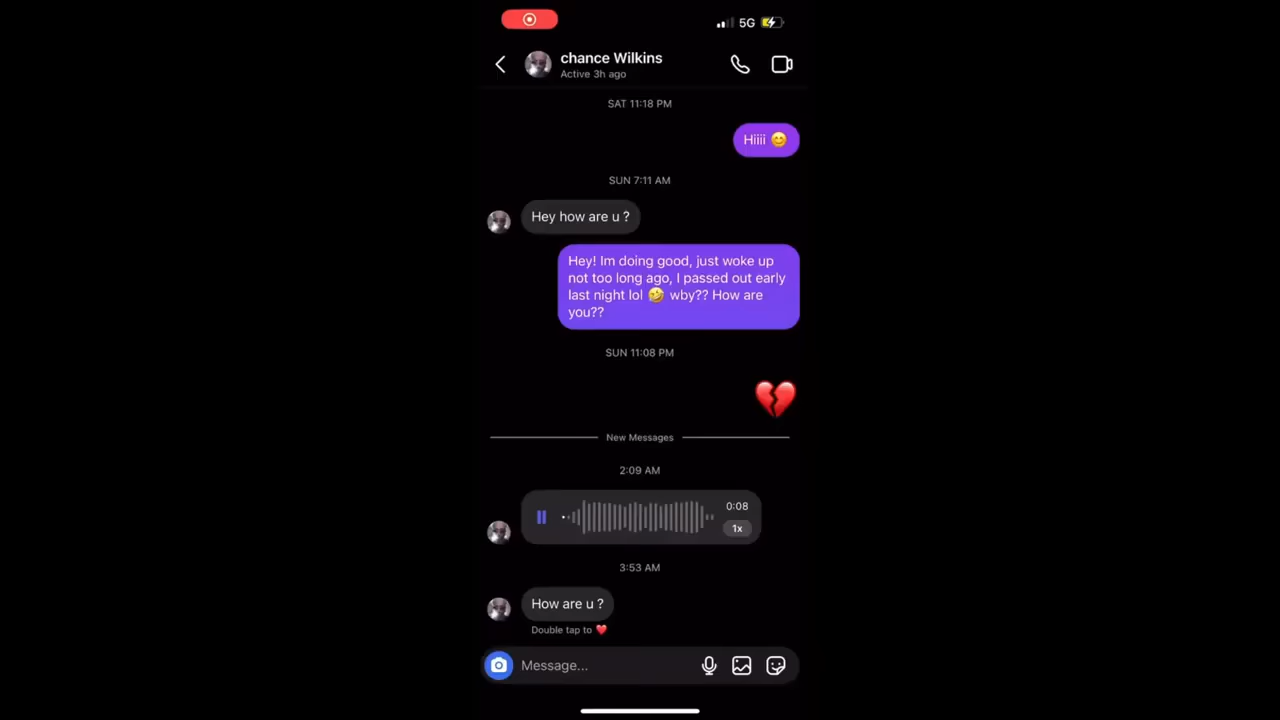 5G
chance Wilkins
Active 3h ago
SAT 11:18 PM
Hiiii 😊
SUN 7:11 AM
Hey how are u ?
Hey! Im doing good, just woke up
not too long ago, I passed out early
last night lol 🤣 wby?? How are
you??
SUN 11:08 PM
💔
New Messages
2:09 AM
0:08
1x
3:53 AM
How are u ?
Double tap to ❤️
Message...